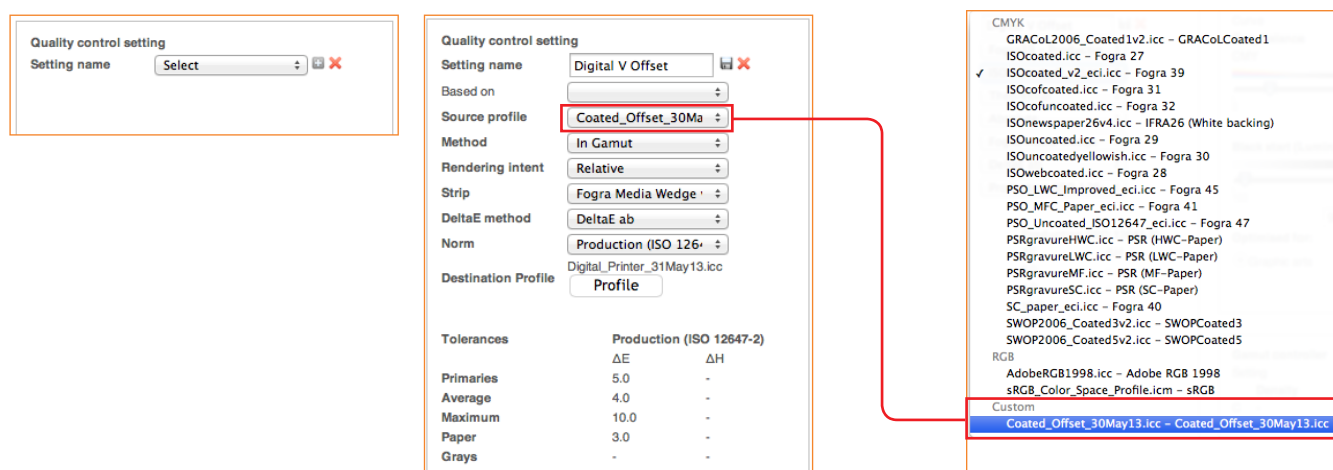 Quality control setting
Setting name Select
Quality control setting
Setting name Digital V Offset
Based on
Source profile Coated_Offset_30Ma
Method In Gamut
Rendering intent Relative
Strip Fogra Media Wedge
DeltaE method DeltaE ab
Norm Production (ISO 126
Digital_Printer_31May13.icc
Destination Profile Profile
Tolerances Production (ISO 12647-2)
ΔE ΔH
Primaries 5.0 -
Average 4.0 -
Maximum 10.0 -
Paper 3.0 -
Grays - -
CMYK
GRACoL2006_Coated1v2.icc – GRACoLCoated1
ISOcoated.icc – Fogra 27
✓ ISOcoated_v2_eci.icc – Fogra 39
ISOcofcoated.icc – Fogra 31
ISOcofuncoated.icc – Fogra 32
ISOnewspaper26v4.icc – IFRA26 (White backing)
ISOuncoated.icc – Fogra 29
ISOuncoatedyellowish.icc – Fogra 30
ISOwebcoated.icc – Fogra 28
PSO_LWC_Improved_eci.icc – Fogra 45
PSO_MFC_Paper_eci.icc – Fogra 41
PSO_Uncoated_ISO12647_eci.icc – Fogra 47
PSRgravureHWC.icc – PSR (HWC-Paper)
PSRgravureLWC.icc – PSR (LWC-Paper)
PSRgravureMF.icc – PSR (MF-Paper)
PSRgravureSC.icc – PSR (SC-Paper)
SC_paper_eci.icc – Fogra 40
SWOP2006_Coated3v2.icc – SWOPCoated3
SWOP2006_Coated5v2.icc – SWOPCoated5
RGB
AdobeRGB1998.icc – Adobe RGB 1998
sRGB_Color_Space_Profile.icm – sRGB
Custom
Coated_Offset_30May13.icc – Coated_Offset_30May13.icc